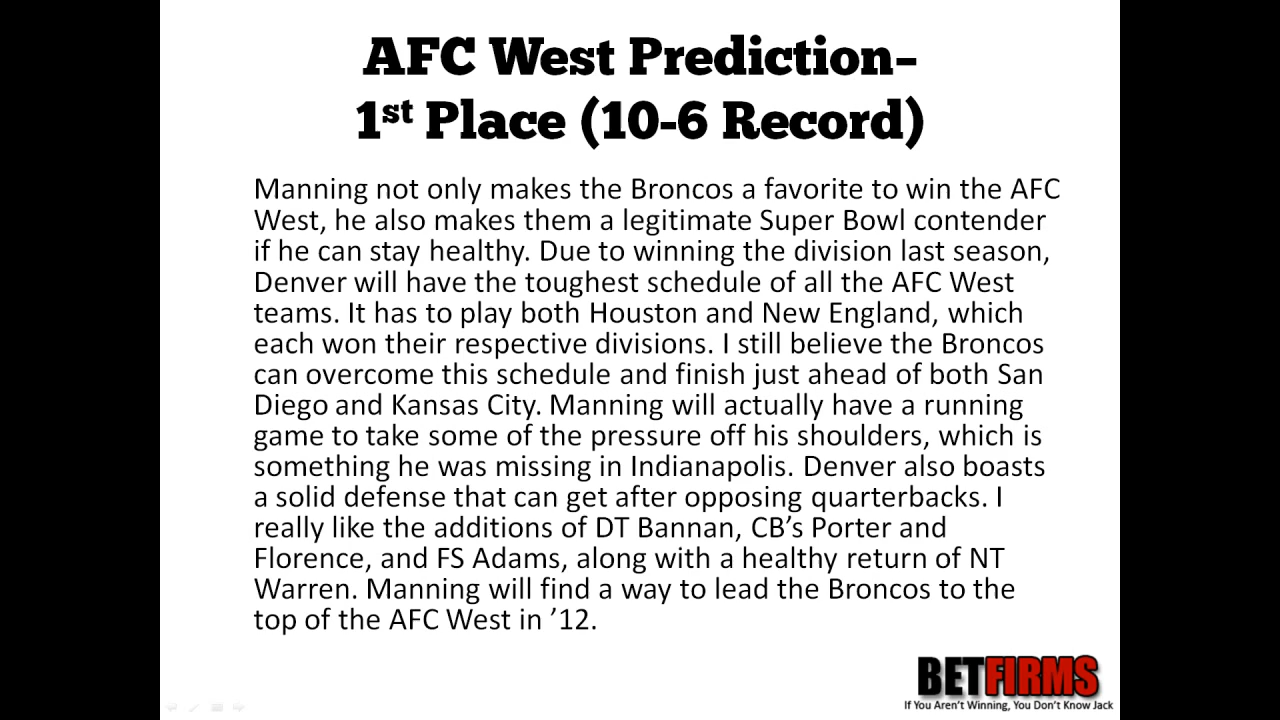 AFC West Prediction–
1st Place (10-6 Record)
Manning not only makes the Broncos a favorite to win the AFC
West, he also makes them a legitimate Super Bowl contender
if he can stay healthy. Due to winning the division last season,
Denver will have the toughest schedule of all the AFC West
teams. It has to play both Houston and New England, which
each won their respective divisions. I still believe the Broncos
can overcome this schedule and finish just ahead of both San
Diego and Kansas City. Manning will actually have a running
game to take some of the pressure off his shoulders, which is
something he was missing in Indianapolis. Denver also boasts
a solid defense that can get after opposing quarterbacks. I
really like the additions of DT Bannan, CB’s Porter and
Florence, and FS Adams, along with a healthy return of NT
Warren. Manning will find a way to lead the Broncos to the
top of the AFC West in ’12.
BETFIRMS
If You Aren't Winning, You Don't Know Jack